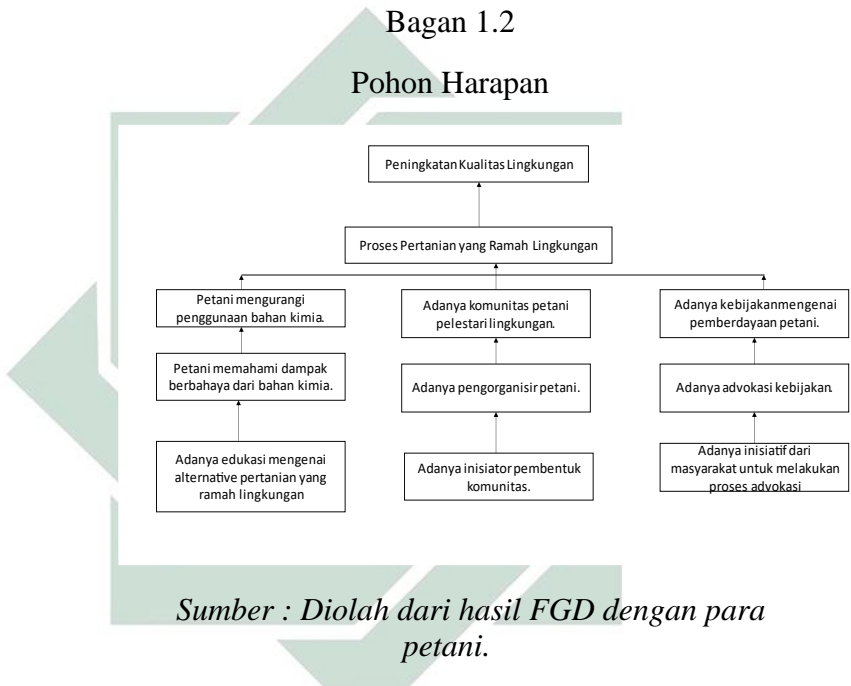 Bagan 1.2
Pohon Harapan
Peningkatan Kualitas Lingkungan
Proses Pertanian yang Ramah Lingkungan
Petani mengurangi
penggunaan bahan kimia.
Adanya komunitas petani
pelestari lingkungan.
Adanya kebijakanmengenai
pemberdayaan petani.
Petani memahami dampak
berbahaya dari bahan kimia.
Adanya pengorganisir petani.
Adanya advokasi kebijakan.
Adanya edukasi mengenai
alternative pertanian yang
ramah lingkungan
Adanya inisiator pembentuk
komunitas.
Adanya inisiatif dari
masyarakat untuk melakukan
proses advokasi
Sumber : Diolah dari hasil FGD dengan para
petani.